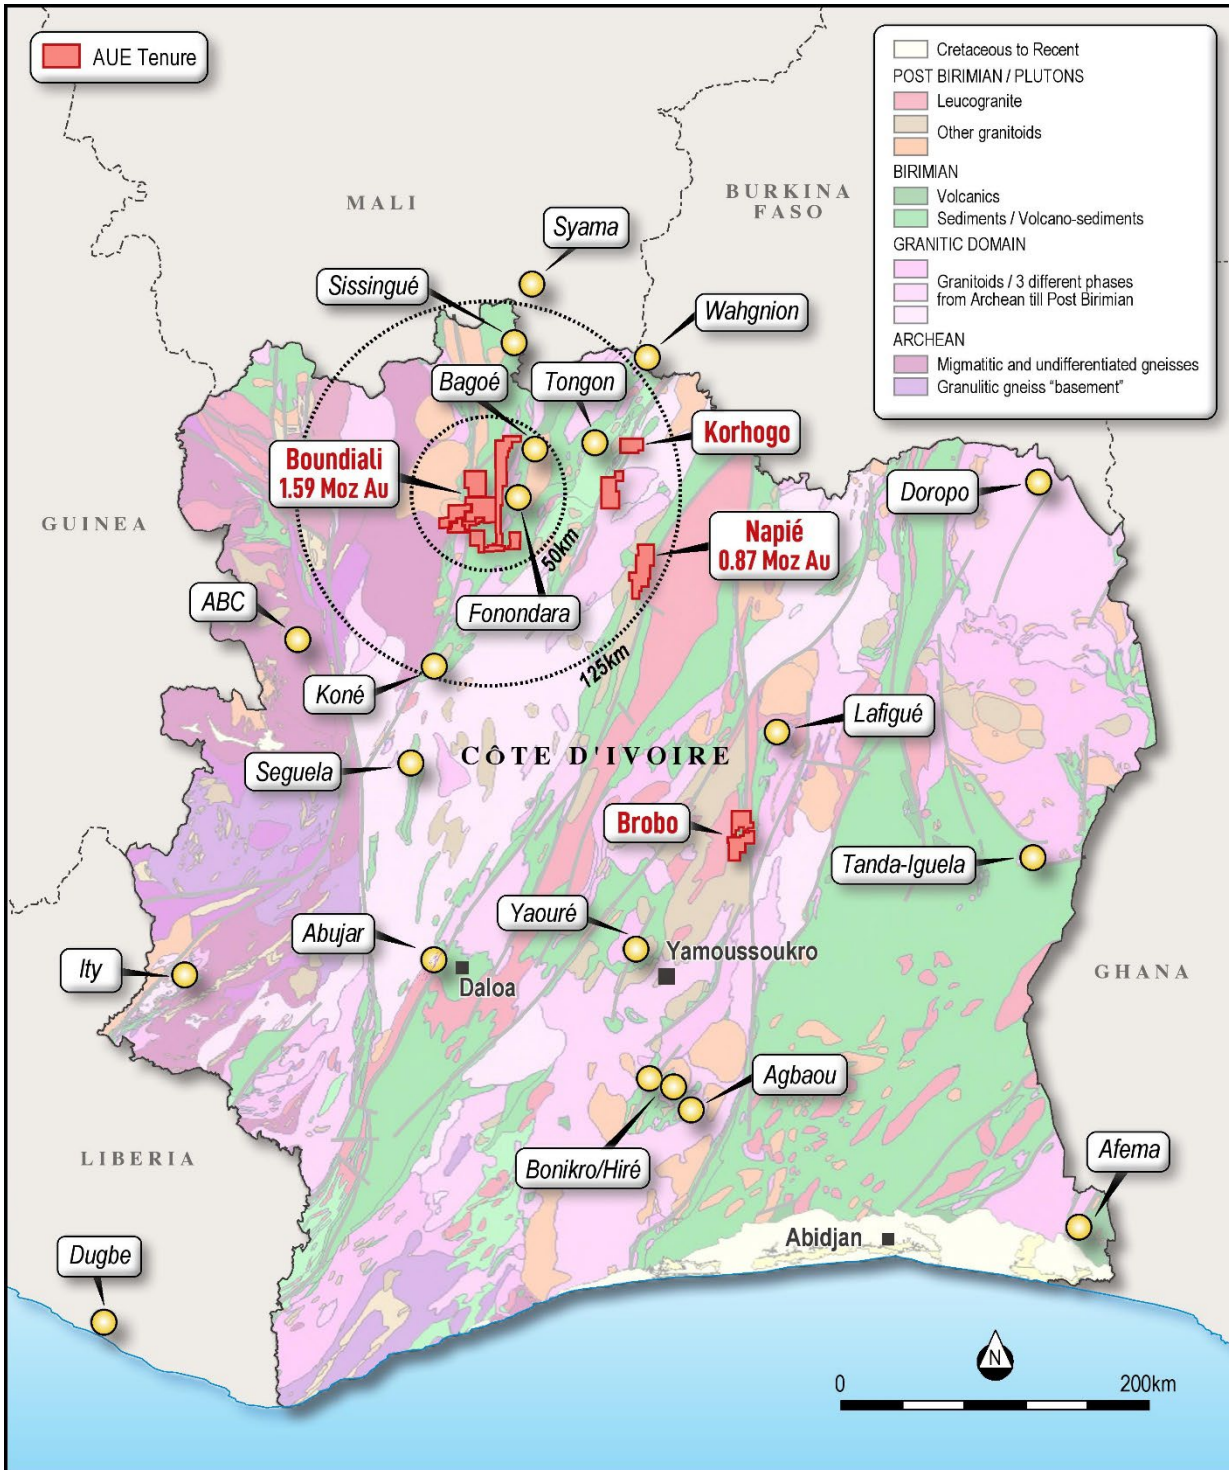 AUE Tenure
Cretaceous to Recent
POST BIRIMIAN / PLUTONS
Leucogranite
Other granitoids
BIRIMIAN
Volcanics
Sediments / Volcano-sediments
GRANITIC DOMAIN
Granitoids / 3 different phases
from Archean till Post Birimian
ARCHEAN
Migmatitic and undifferentiated gneisses
Granulitic gneiss "basement"
MALI
BURKINA
FASO
Syama
Sissingué
Wahgnion
Bagoé
Tongon
Korhogo
Boundiali
1.59 Moz Au
Doropo
GUINEA
Napié
0.87 Moz Au
50km
Fonondara
ABC
125km
Koné
Lafigué
CÔTE D'IVOIRE
Seguela
Brobo
Tanda-Iguela
Yaouré
Abujar
Yamoussoukro
Ity
Daloa
GHANA
Agbaou
Bonikro/Hiré
LIBERIA
Afema
Abidjan
Dugbe
N
0 200km